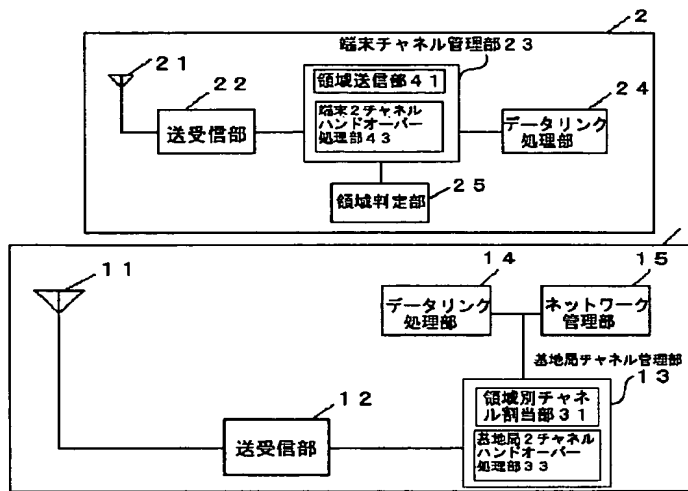 2
端末チャネル管理部23
21
22
領域送信部41
24
送受信部
端末2チャネル
ハンドオーバー
処理部43
データリンク
処理部
25
領域判定部
11
14
15
データリンク
処理部
ネットワーク
管理部
基地局チャネル管理部
13
12
領域別チャネ
ル割当部31
送受信部
基地局2チャネル
ハンドオーバー
処理部33